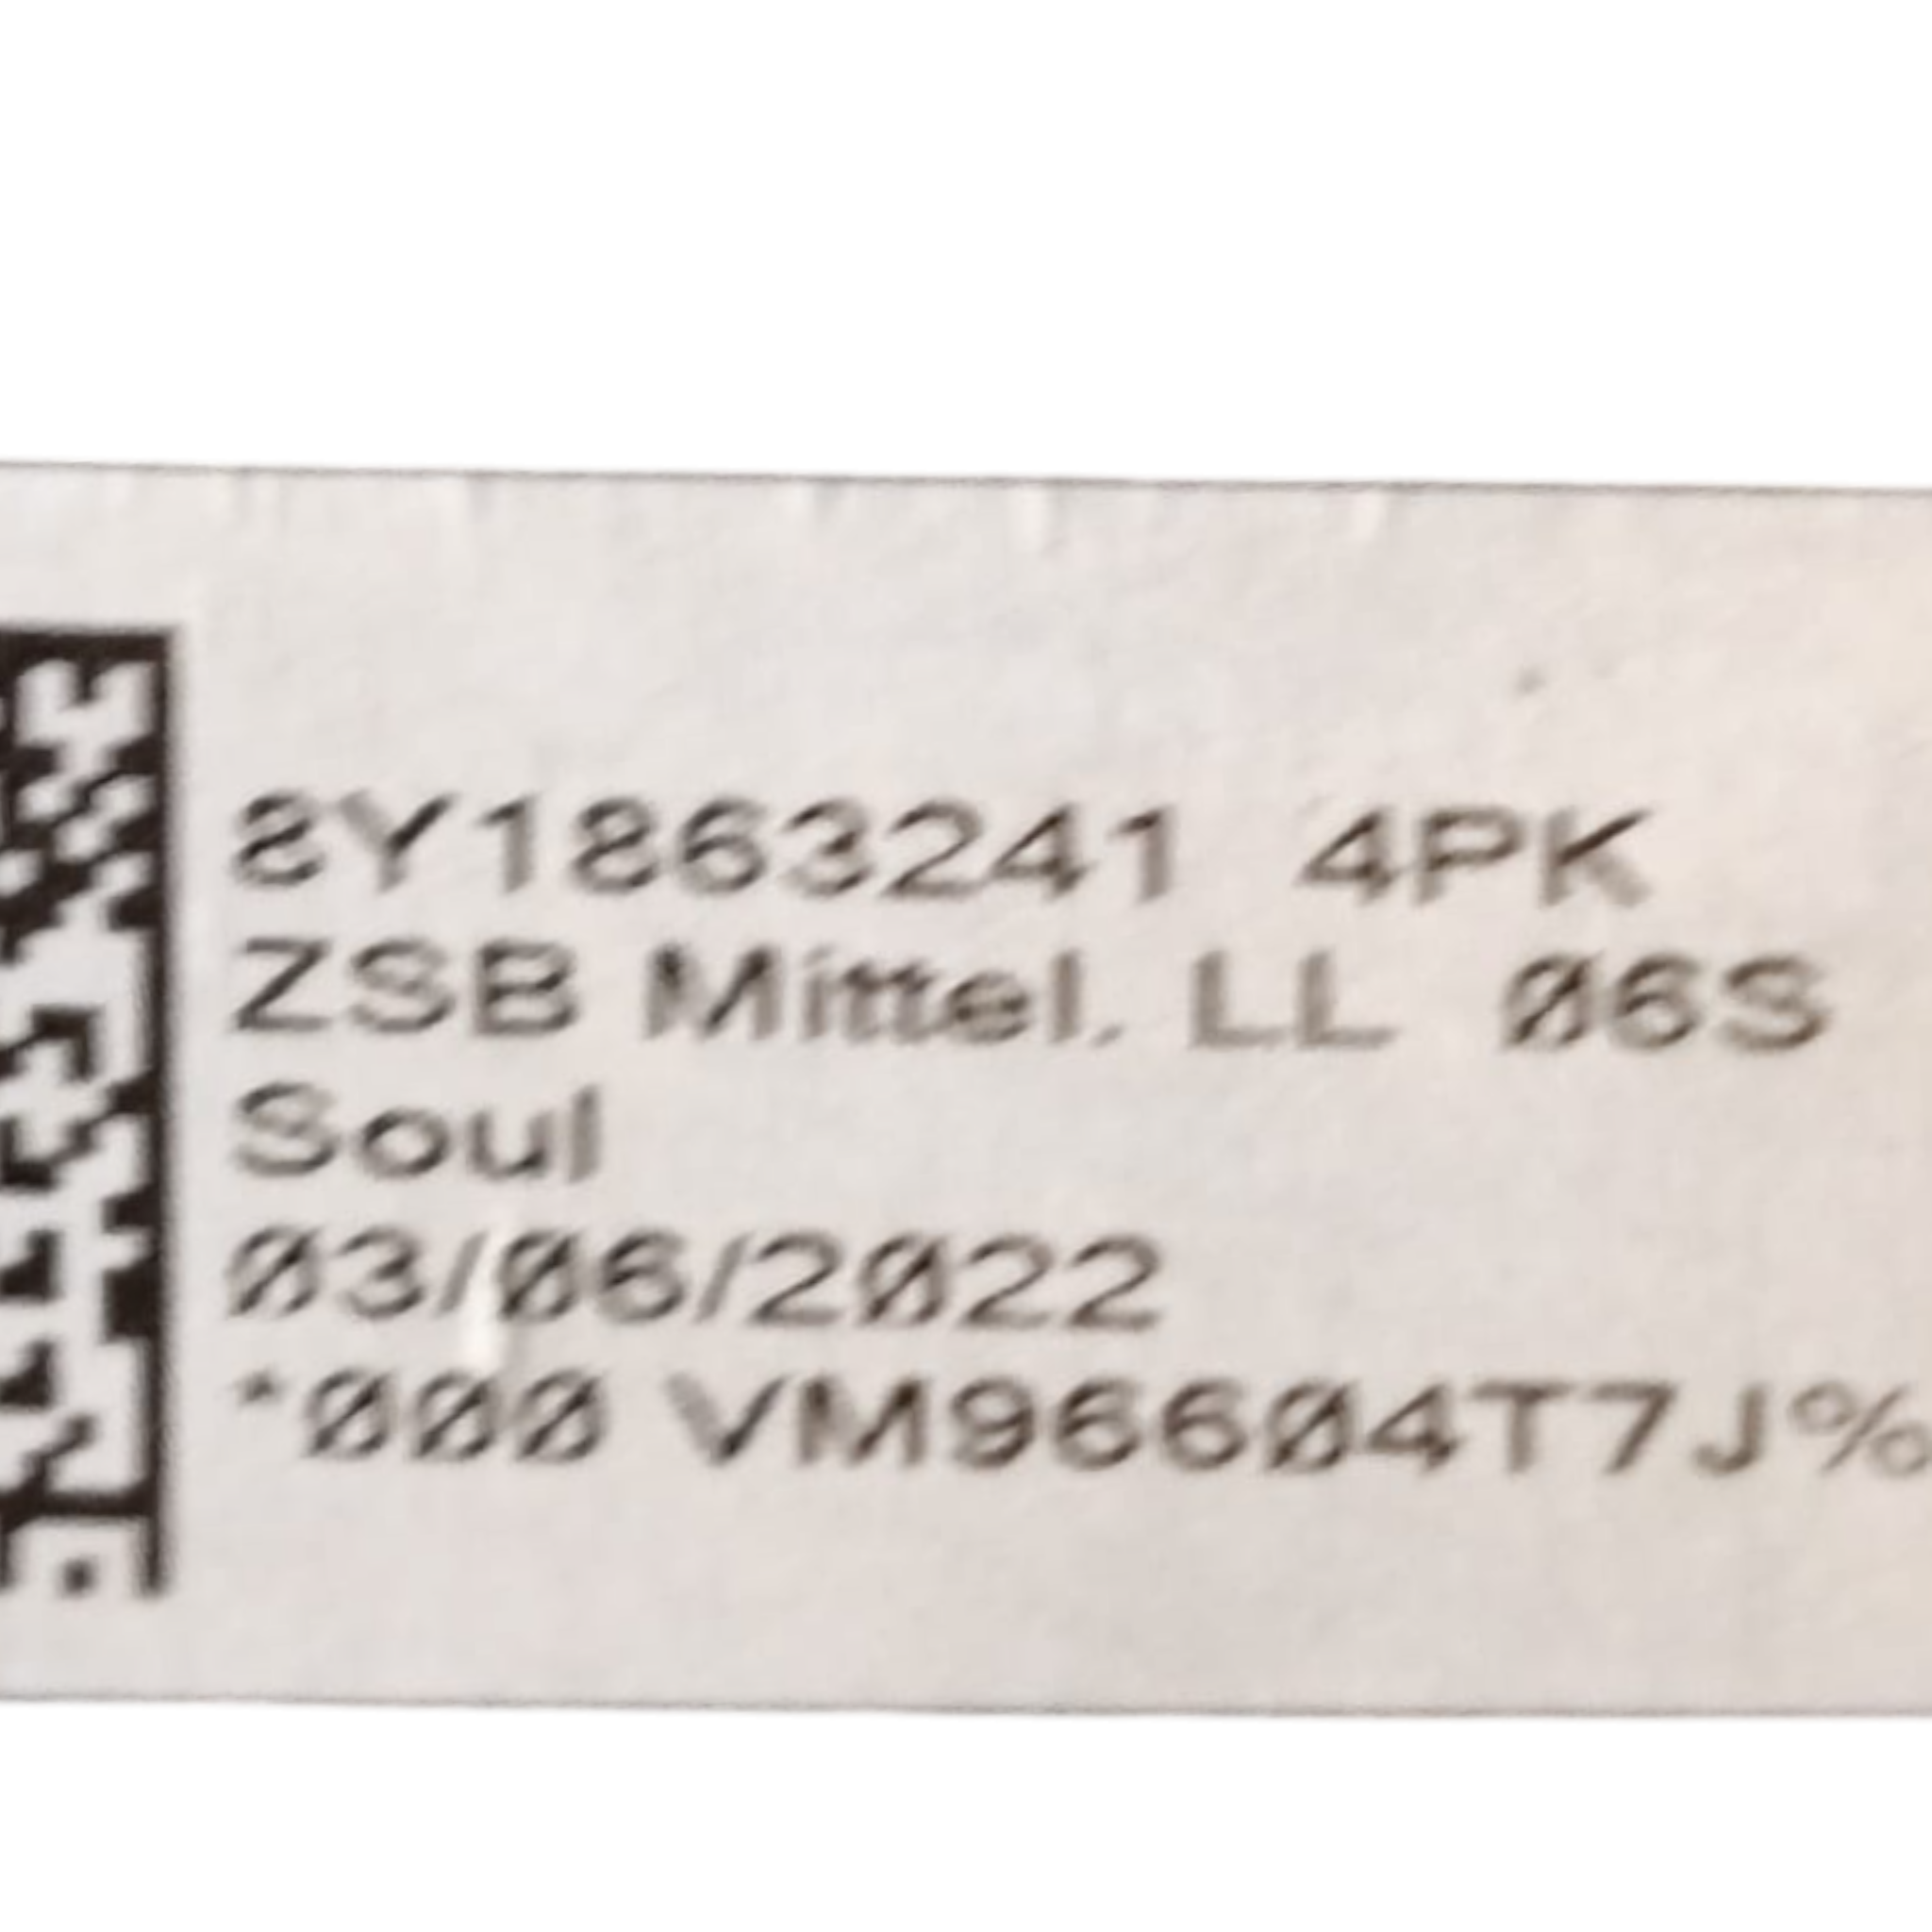 8Y1863241 4PK
ZSB Mittel. LL 06S
Soul
03/06/2022
*000 VM96604T7J%